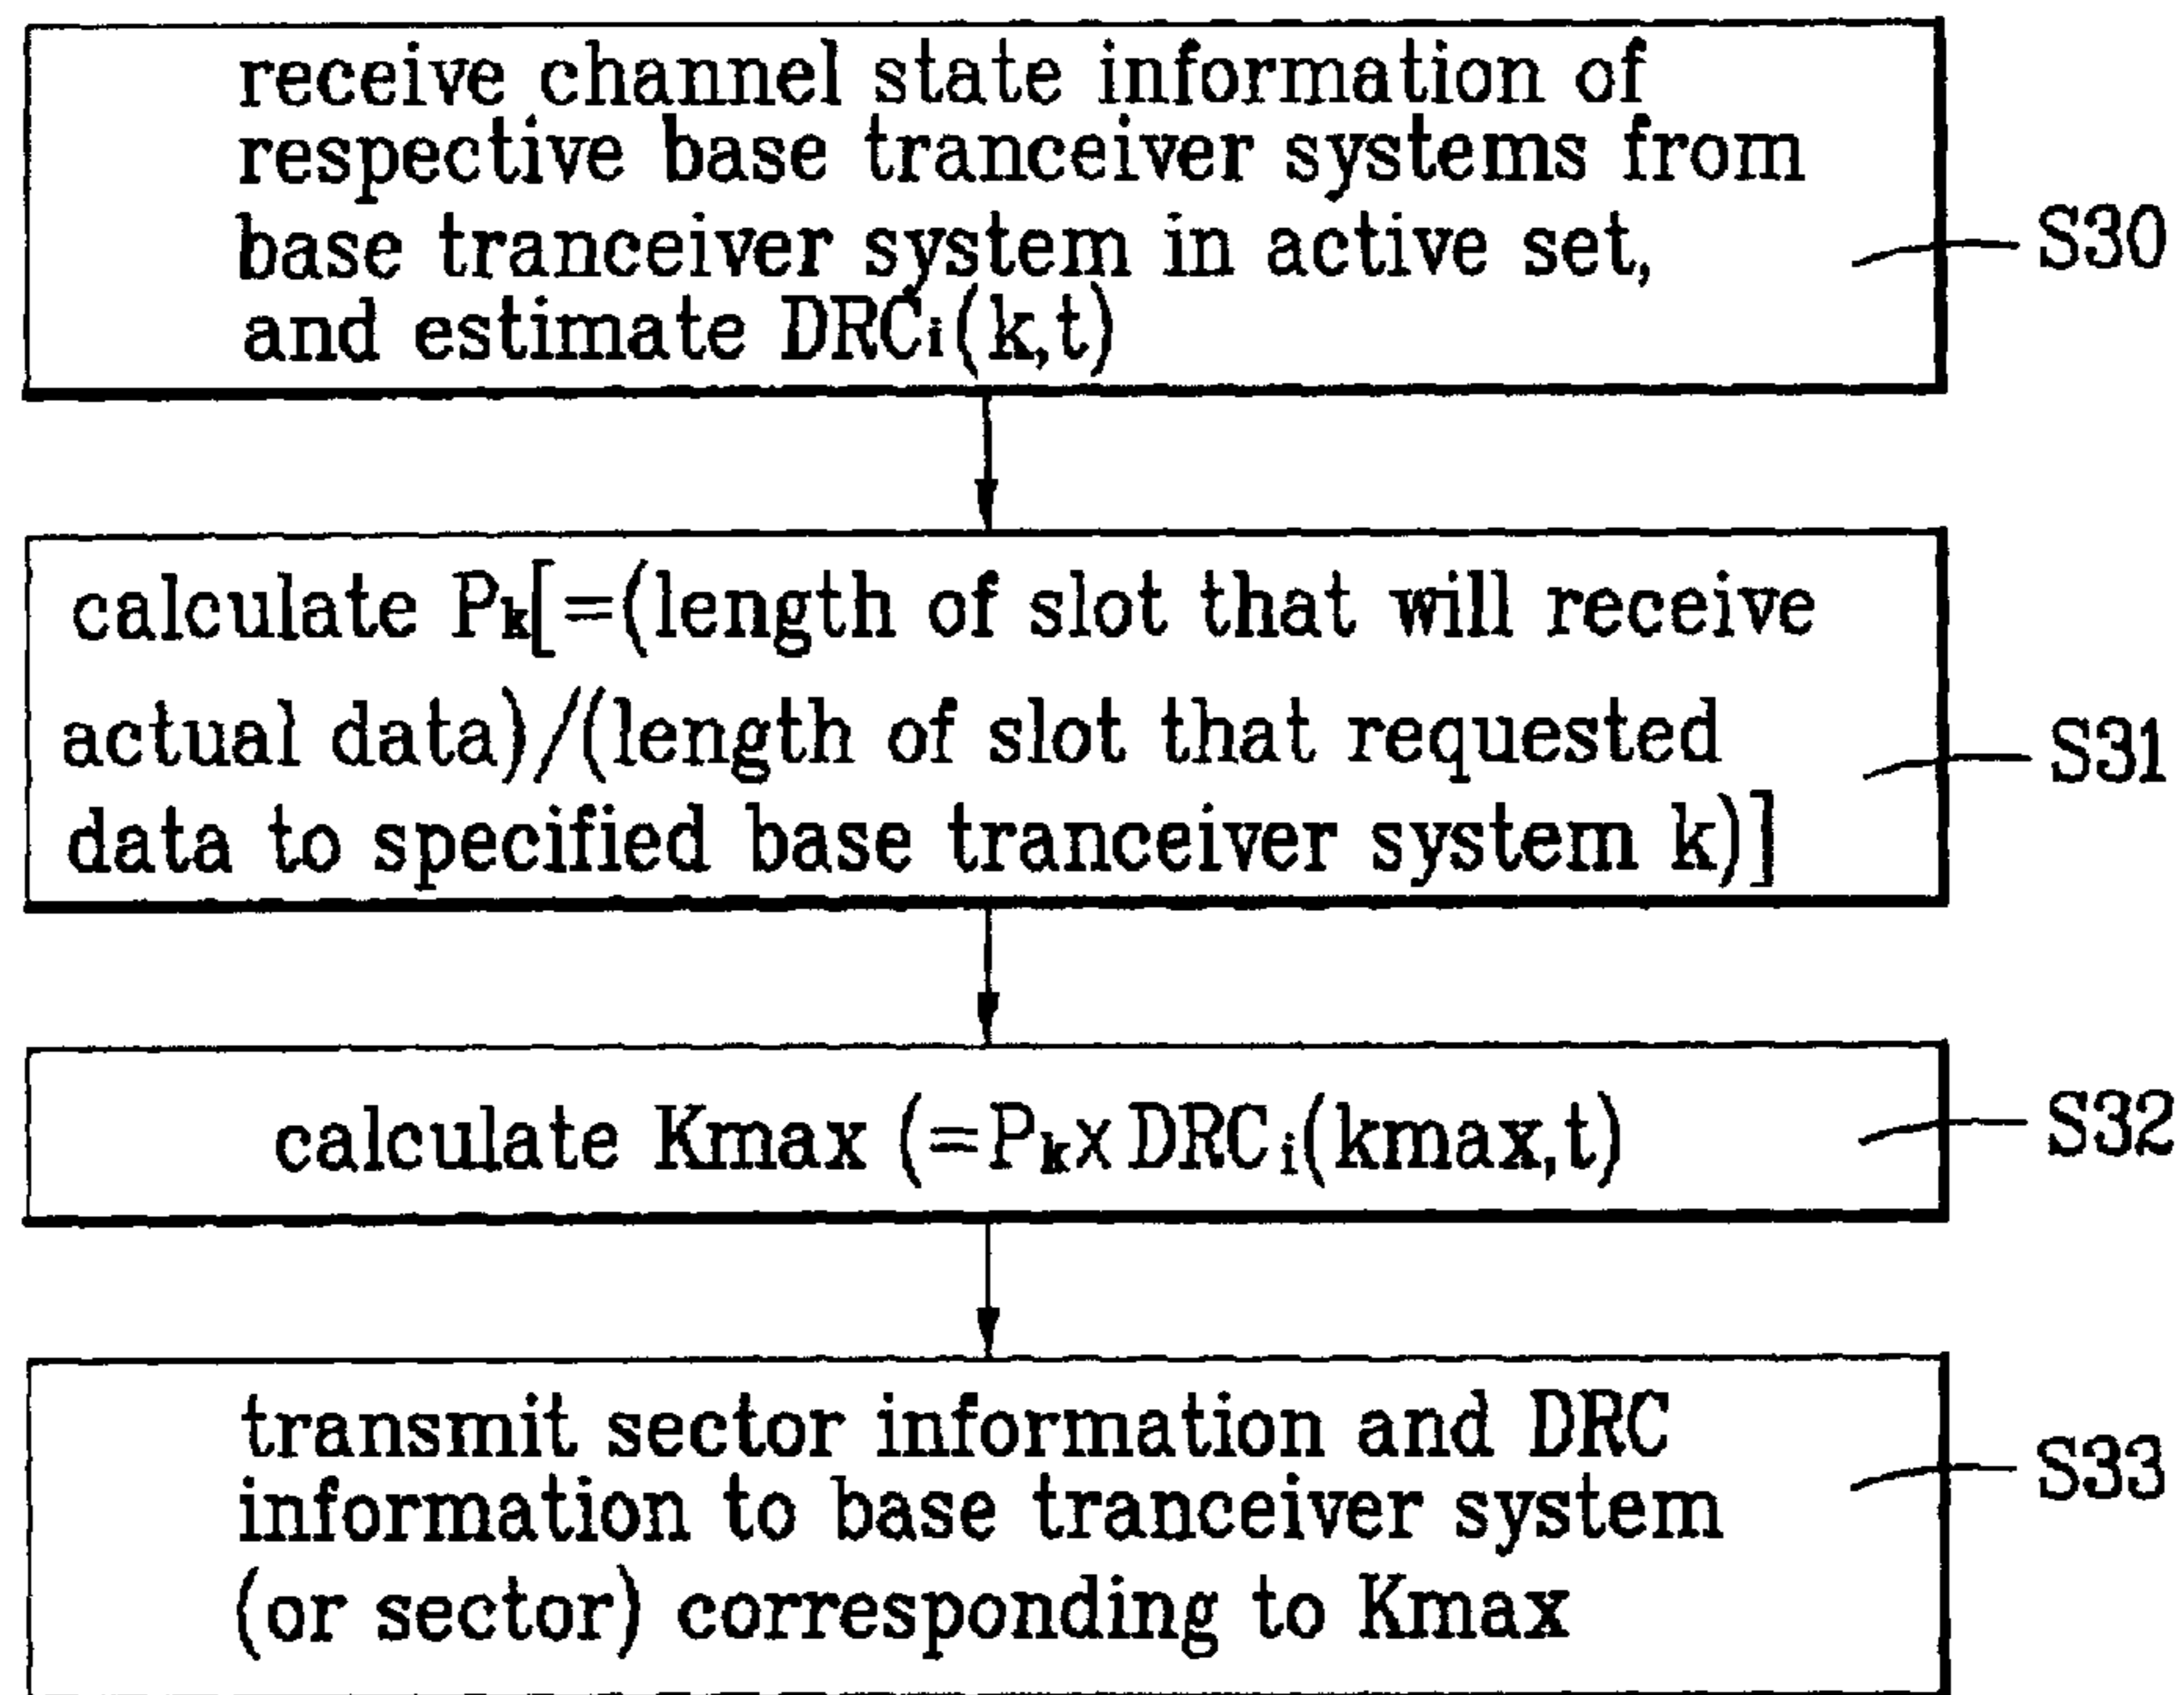 receive channel state information of
respective base tranceiver systems from
base tranceiver system in active set,
and estimate DRCi(k,t)
S30
calculate Pk[=(length of slot that will receive
actual data)/(length of slot that requested
data to specified base tranceiver system k)]
S31
calculate Kmax (=Pk x DRCi(kmax,t)
S32
transmit sector information and DRC
information to base tranceiver system
(or sector) corresponding to Kmax
S33